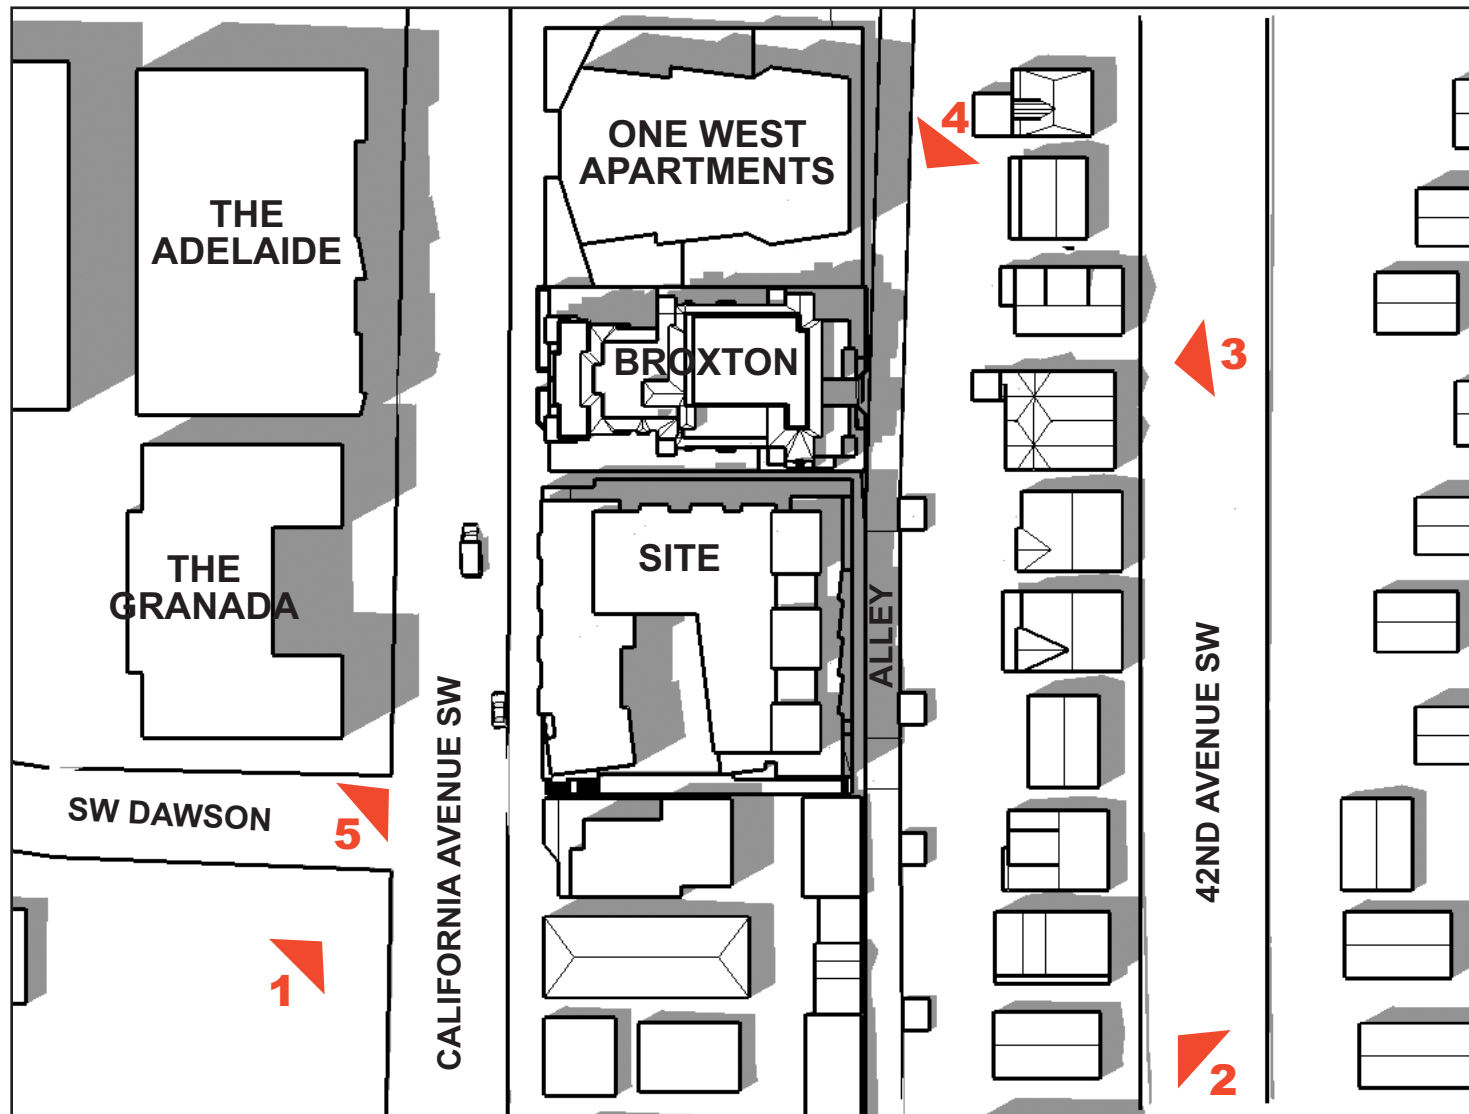 4
ONE WEST
APARTMENTS
THE
ADELAIDE
3
BROXTON
SITE
THE
GRANADA
ALLEY
CALIFORNIA AVENUE SW
42ND AVENUE SW
SW DAWSON
5
1
2